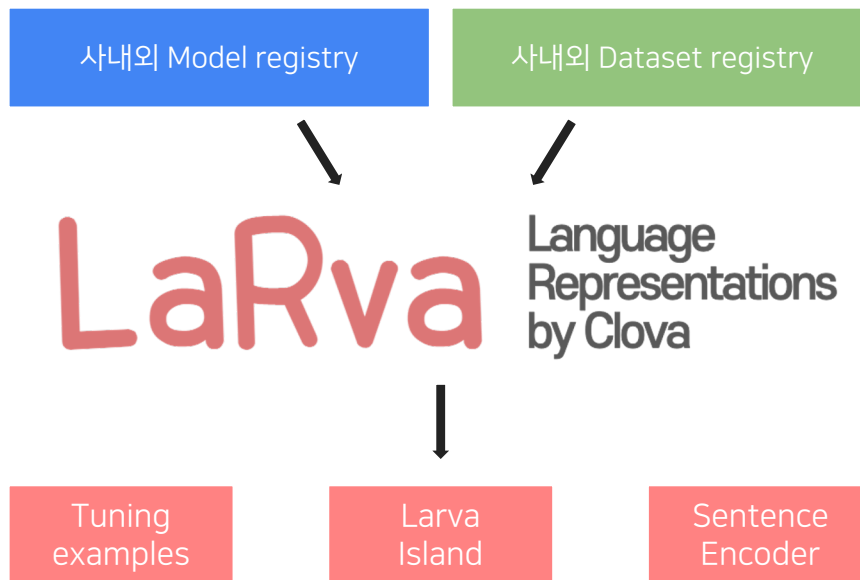 사내외 Model registry
사내외 Dataset registry
LaRva
Language
Representations
by Clova
Tuning
examples
Larva
Island
Sentence
Encoder